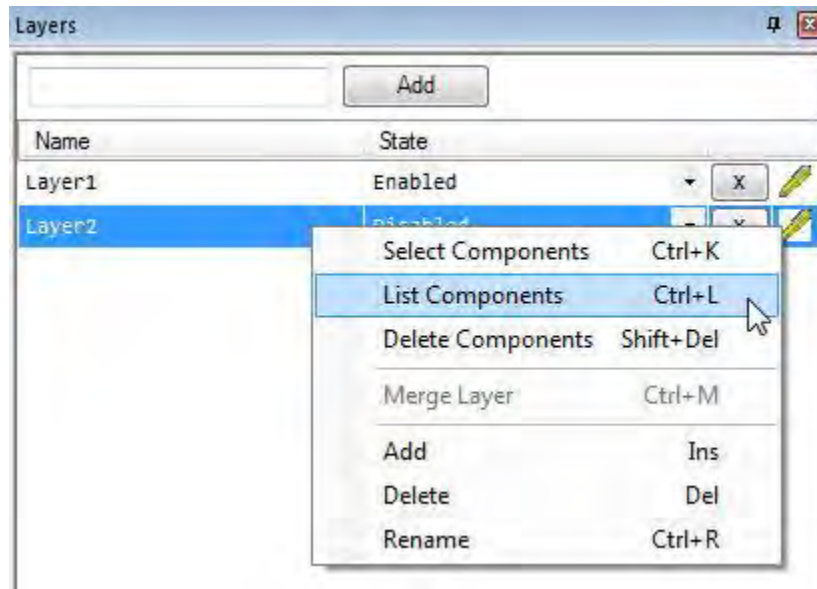 Layers
Add
Name State
Layer1 Enabled X
Layer2 Disabled X
Select Components Ctrl+K
List Components Ctrl+L
Delete Components Shift+Del
Merge Layer Ctrl+M
Add Ins
Delete Del
Rename Ctrl+R